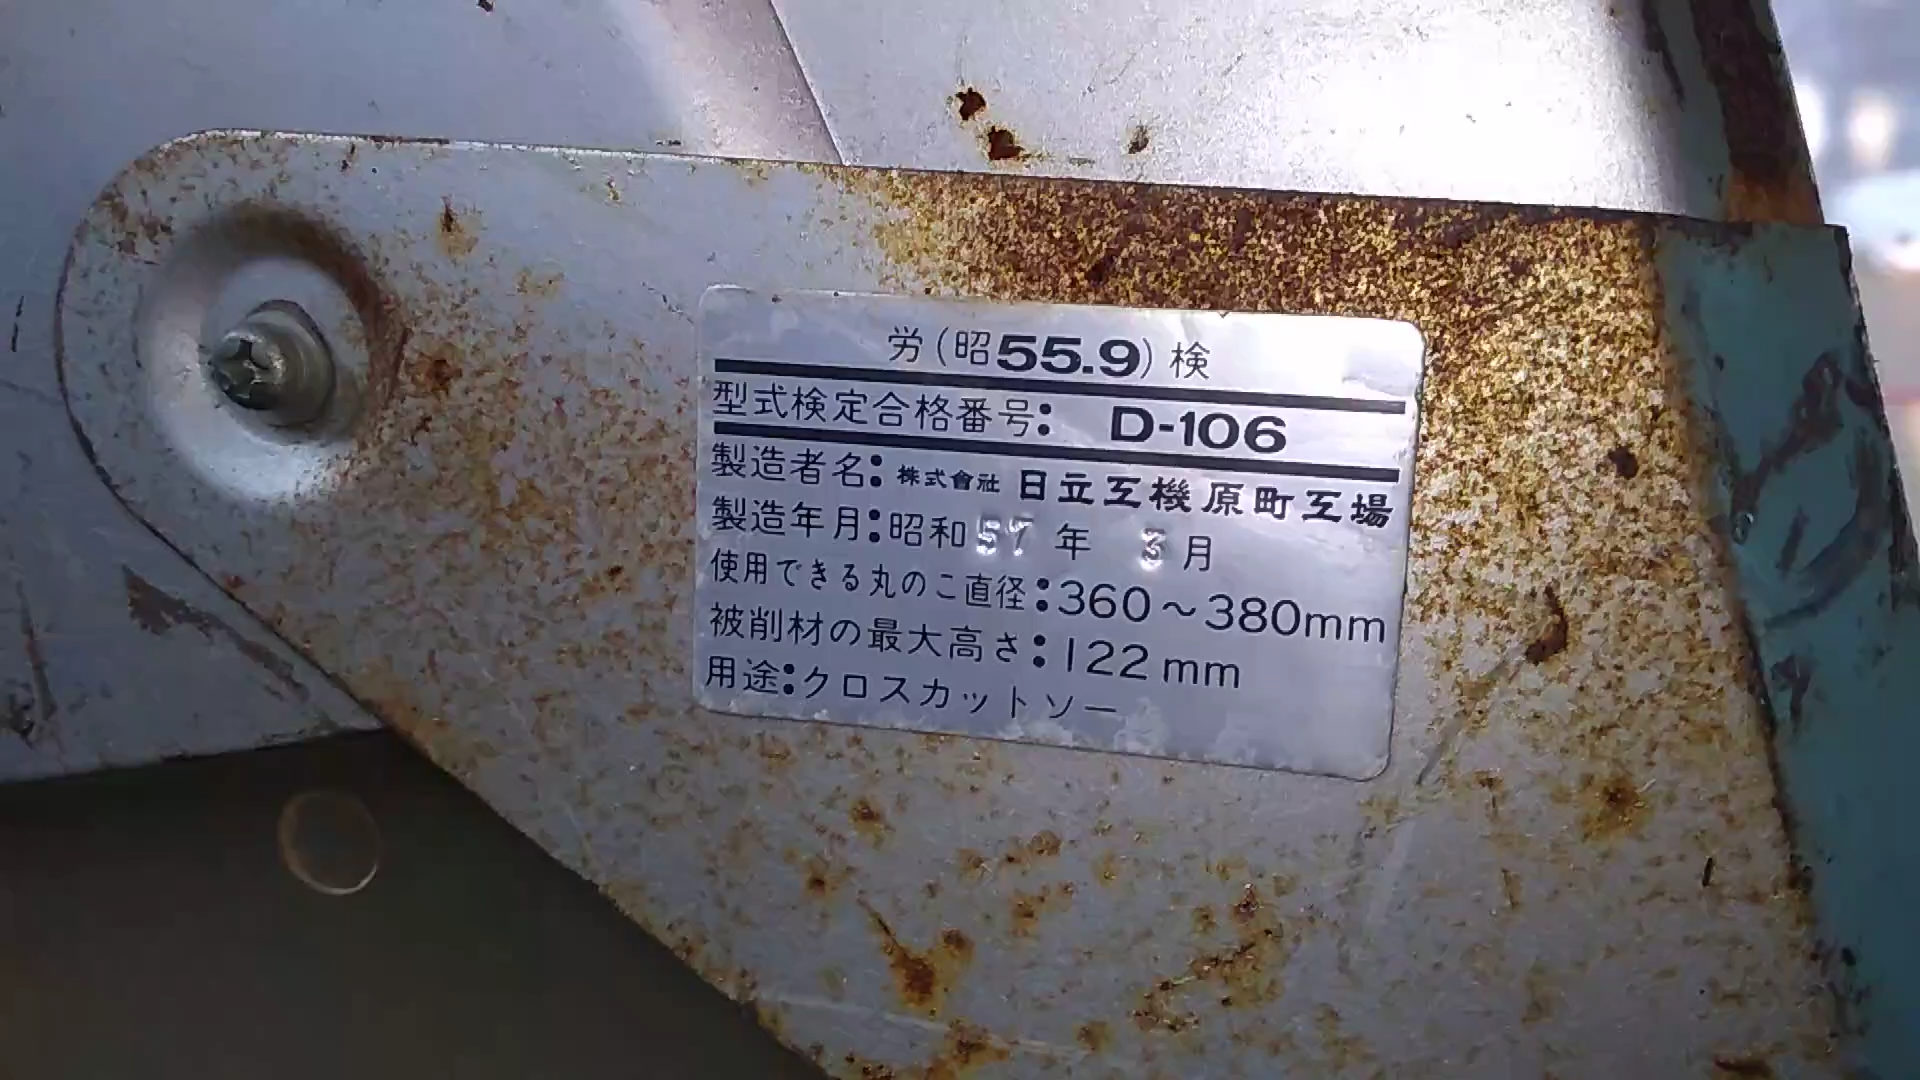 労(昭55.9)検
型式検定合格番号: D-106
製造者名: 株式會社 日立工機原町工場
製造年月:昭和57年 3月
使用できる丸のこ直径:360～380mm
被削材の最大高さ:122mm
用途:クロスカットソー